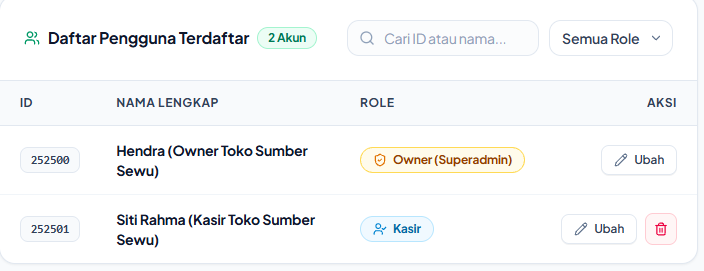 Daftar Pengguna Terdaftar 2 Akun Cari ID atau nama... Semua Role
ID NAMA LENGKAP ROLE AKSI
252500 Hendra (Owner Toko Sumber Sewu) Owner (Superadmin) Ubah
252501 Siti Rahma (Kasir Toko Sumber Sewu) Kasir Ubah